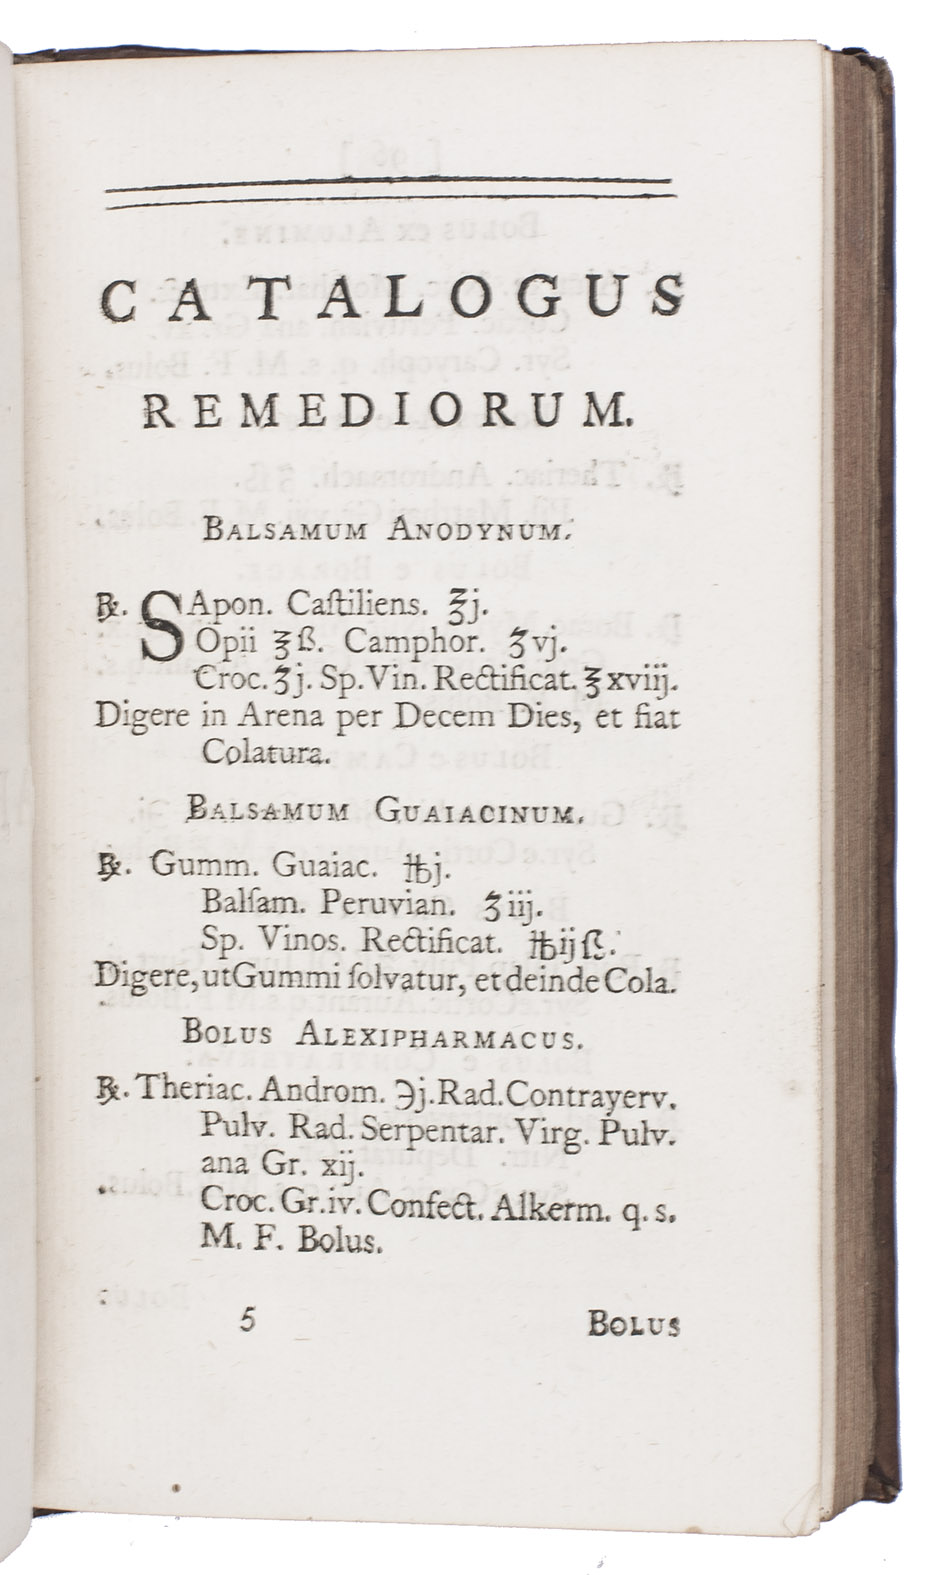 CATALOGUS
REMEDIORUM.
BALSAMUM ANODYNUM.
℞. SApon. Caſtiliens. ℥j.
Opii ℥ß. Camphor. ʒvj.
Croc. ʒj. Sp. Vin. Rectificat. ℥xviij.
Digere in Arena per Decem Dies, et fiat
Colatura.
BALSAMUM GUAIACINUM.
℞. Gumm. Guaiac. ℔j.
Balſam. Peruvian. ʒiij.
Sp. Vinos. Rectificat. ℔ijß.
Digere, ut Gummi ſolvatur, et deinde Cola.
BOLUS ALEXIPHARMACUS.
℞. Theriac. Androm. ℈j. Rad. Contrayerv.
Pulv. Rad. Serpentar. Virg. Pulv.
ana Gr. xij.
Croc. Gr. iv. Confect. Alkerm. q. s.
M. F. Bolus.
5 BOLUS